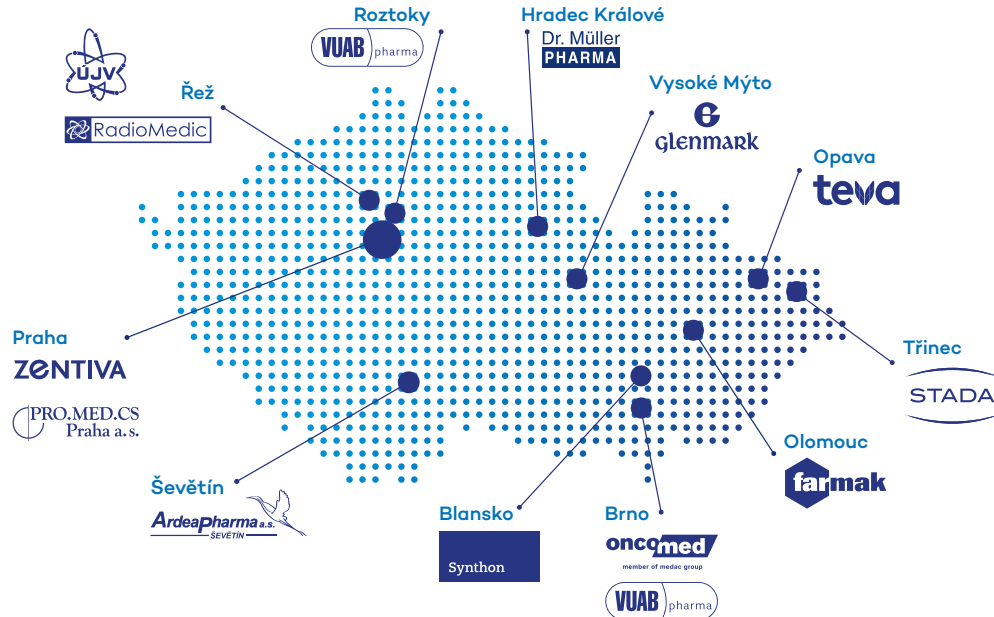 Roztoky
VUAB pharma
Hradec Králové
Dr. Müller
PHARMA
ÚJV
Řež
RadioMedic
Vysoké Mýto
GLENMARK
Opava
teva
Praha
ZENTIVA
PRO.MED.CS
Praha a. s.
Třinec
STADA
Olomouc
farmak
Ševětín
ArdeaPharma a.s.
ŠEVĚTÍN
Blansko
Synthon
Brno
oncomed
member of medac group
VUAB pharma